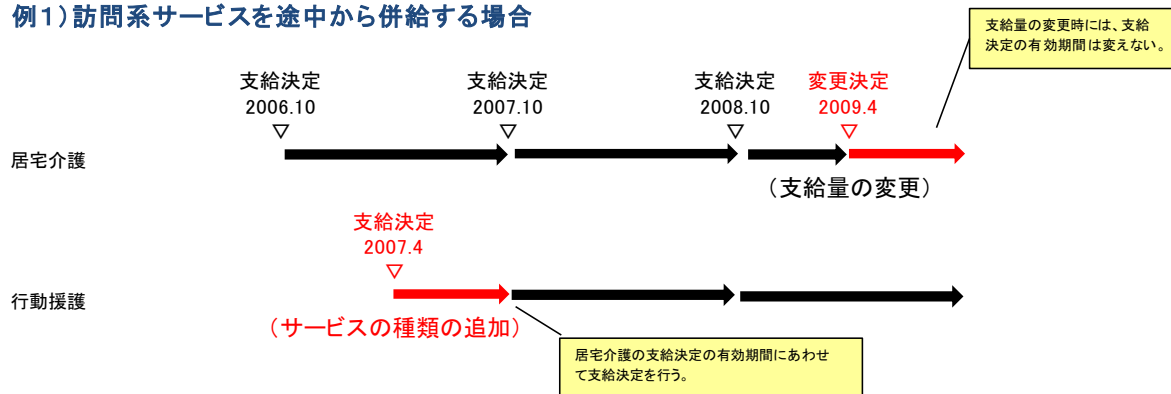 例1）訪問系サービスを途中から併給する場合
支給量の変更時には、支給
決定の有効期間は変えない。
支給決定
2006.10
支給決定
2007.10
支給決定
2008.10
変更決定
2009.4
居宅介護
（支給量の変更）
支給決定
2007.4
行動援護
（サービスの種類の追加）
居宅介護の支給決定の有効期間にあわせ
て支給決定を行う。